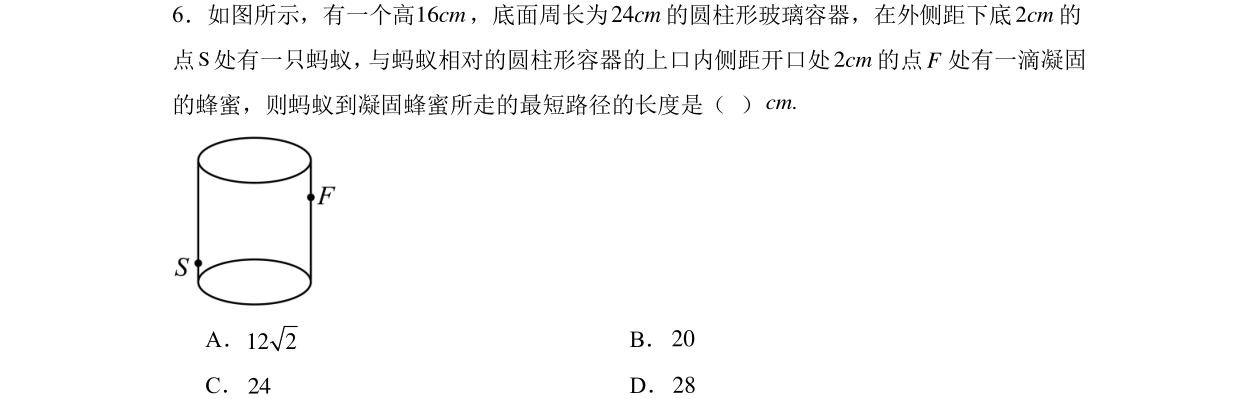 6．如图所示，有一个高16cm，底面周长为24cm的圆柱形玻璃容器，在外侧距下底2cm的
点S处有一只蚂蚁，与蚂蚁相对的圆柱形容器的上口内侧距开口处2cm的点F处有一滴凝固
的蜂蜜，则蚂蚁到凝固蜂蜜所走的最短路径的长度是（ ）cm.
F
S
A．12√2
B．20
C．24
D．28